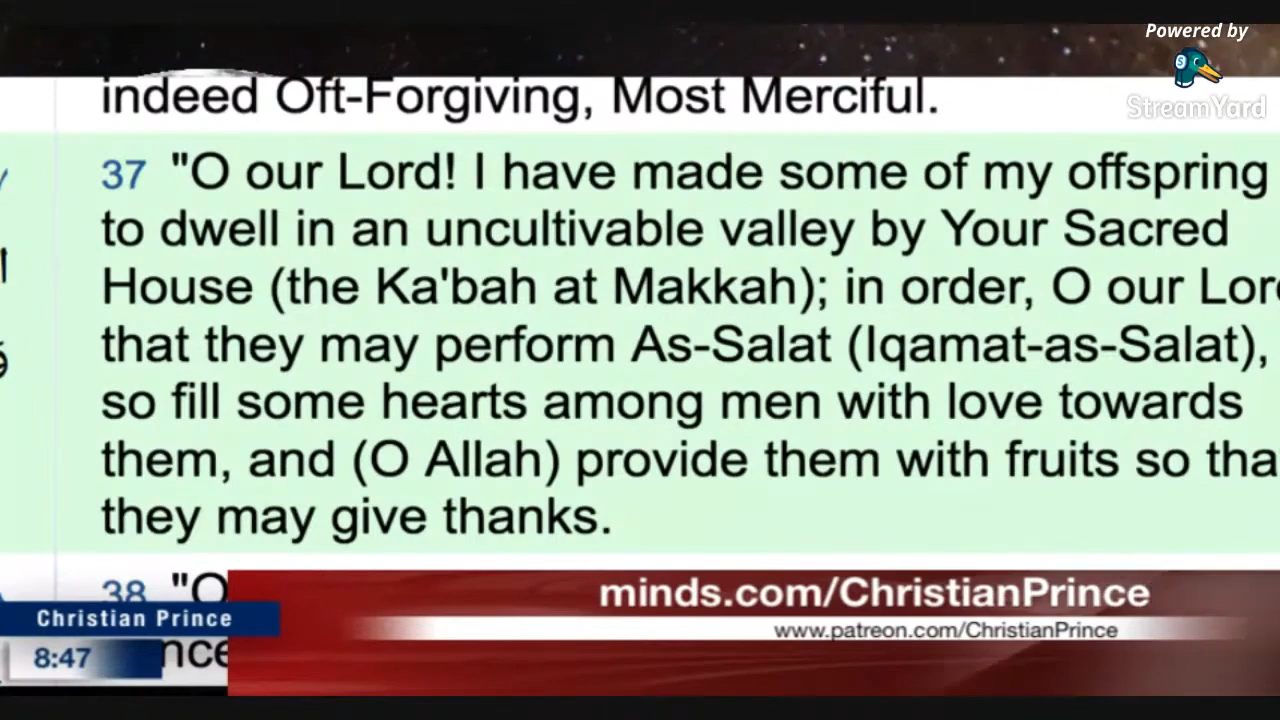 Powered by
StreamYard
indeed Oft-Forgiving, Most Merciful.
37 "O our Lord! I have made some of my offspring
to dwell in an uncultivable valley by Your Sacred
House (the Ka'bah at Makkah); in order, O our Lor
that they may perform As-Salat (Iqamat-as-Salat),
so fill some hearts among men with love towards
them, and (O Allah) provide them with fruits so tha
they may give thanks.
38 "O
nce
minds.com/ChristianPrince
www.patreon.com/ChristianPrince
Christian Prince
8:47